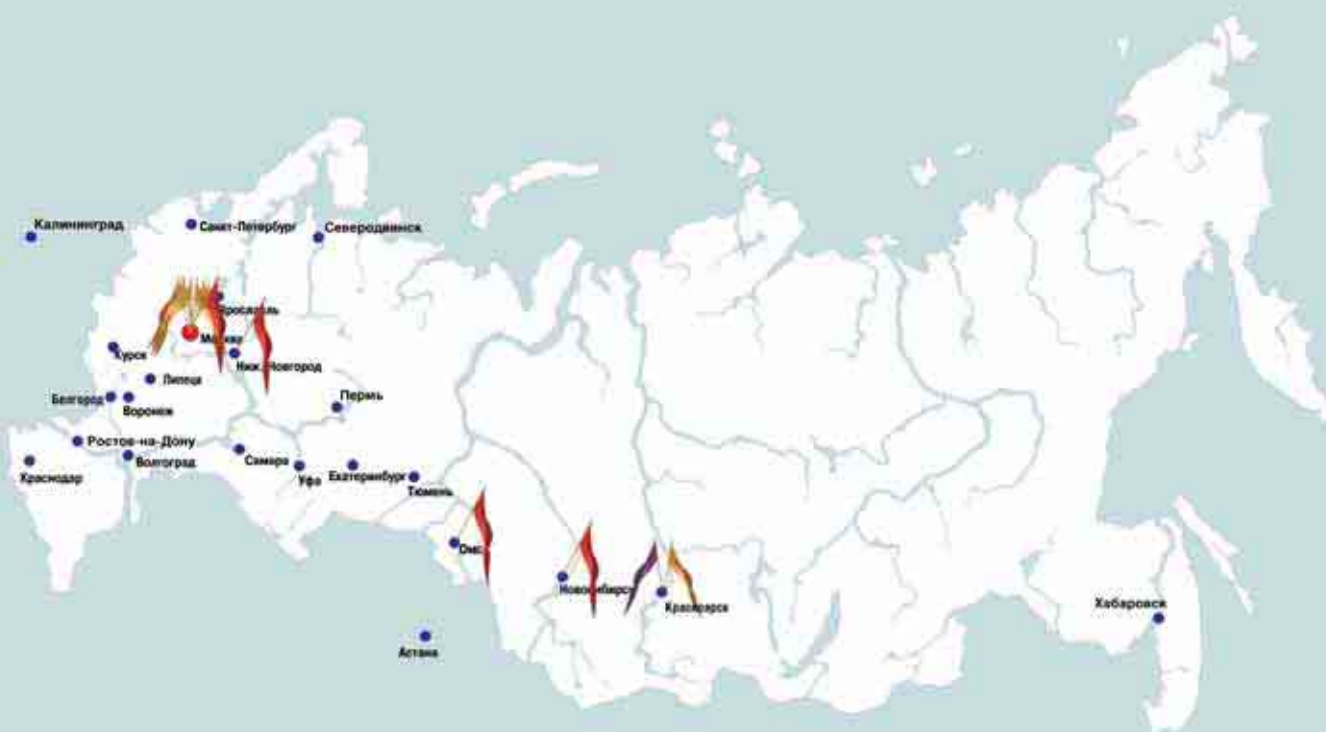 Калининград
Санкт-Петербург
Северодвинск
Ярославль
Москва
Курск
Ниж. Новгород
Липецк
Белгород
Воронеж
Пермь
Ростов-на-Дону
Волгоград
Самара
Краснодар
Уфа
Екатеринбург
Тюмень
Омск
Новосибирск
Красноярск
Хабаровск
Астана